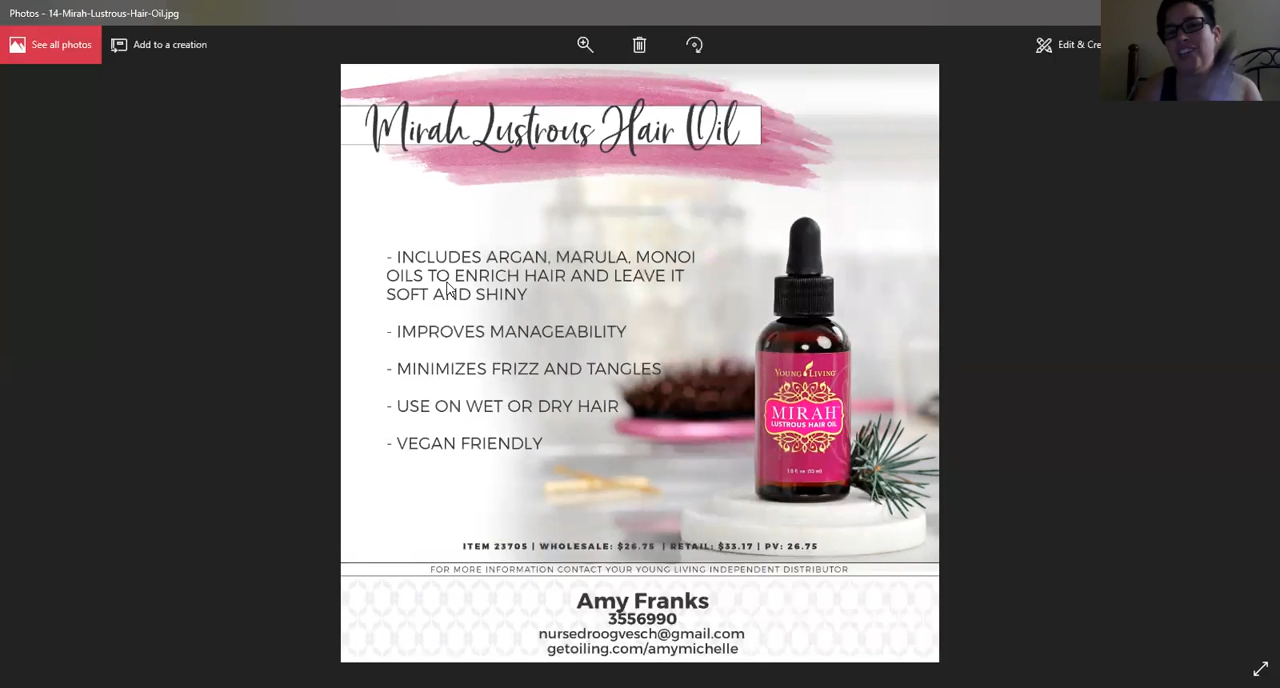 Photos - 14-Mirah-Lustrous-Hair-Oil.jpg
See all photos
Add to a creation
Edit & Cre
Mirah Lustrous Hair Oil
- INCLUDES ARGAN, MARULA, MONOI
OILS TO ENRICH HAIR AND LEAVE IT
SOFT AND SHINY
- IMPROVES MANAGEABILITY
- MINIMIZES FRIZZ AND TANGLES
- USE ON WET OR DRY HAIR
- VEGAN FRIENDLY
YOUNG LIVING
MIRAH
LUSTROUS HAIR OIL
ITEM 23705 | WHOLESALE: $26.75 | RETAIL: $33.17 | PV: 26.75
FOR MORE INFORMATION CONTACT YOUR YOUNG LIVING INDEPENDENT DISTRIBUTOR
Amy Franks
3556990
nursedroogvesch@gmail.com
getoiling.com/amymichelle